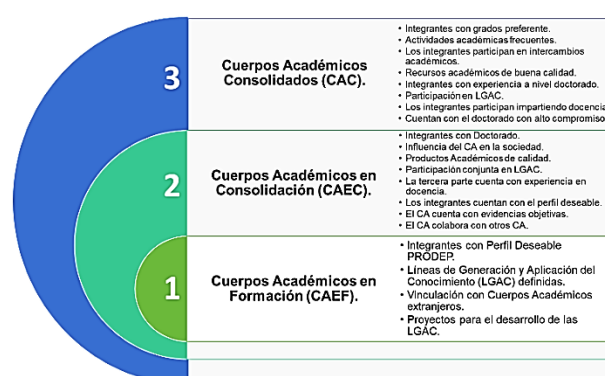 3
Cuerpos Académicos
Consolidados (CAC).
• Integrantes con grados preferente.
• Actividades académicas frecuentes.
• Los integrantes participan en intercambios
académicos.
• Recursos académicos de buena calidad.
• Integrantes con experiencia a nivel doctorado.
• Participación en LGAC.
• Los integrantes participan impartiendo docencia
• Cuentan con el doctorado con alto compromiso
2
Cuerpos Académicos en
Consolidación (CAEC).
• Integrantes con Doctorado.
• Influencia del CA en la sociedad.
• Productos Académicos de calidad.
• Participación conjunta en LGAC.
• La tercera parte cuenta con experiencia en
docencia.
• Los integrantes cuentan con el perfil deseable.
• El CA cuenta con evidencias objetivas.
• El CA colabora con otros CA.
1
Cuerpos Académicos en
Formación (CAEF).
• Integrantes con Perfil Deseable
PRODEP.
• Líneas de Generación y Aplicación del
Conocimiento (LGAC) definidas.
• Vinculación con Cuerpos Académicos
extranjeros.
• Proyectos para el desarrollo de las
LGAC.